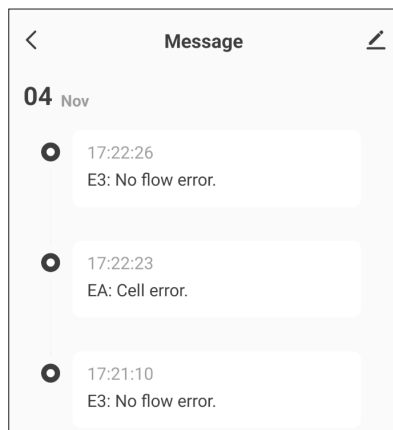 Message
04 Nov
17:22:26
E3: No flow error.
17:22:23
EA: Cell error.
17:21:10
E3: No flow error.